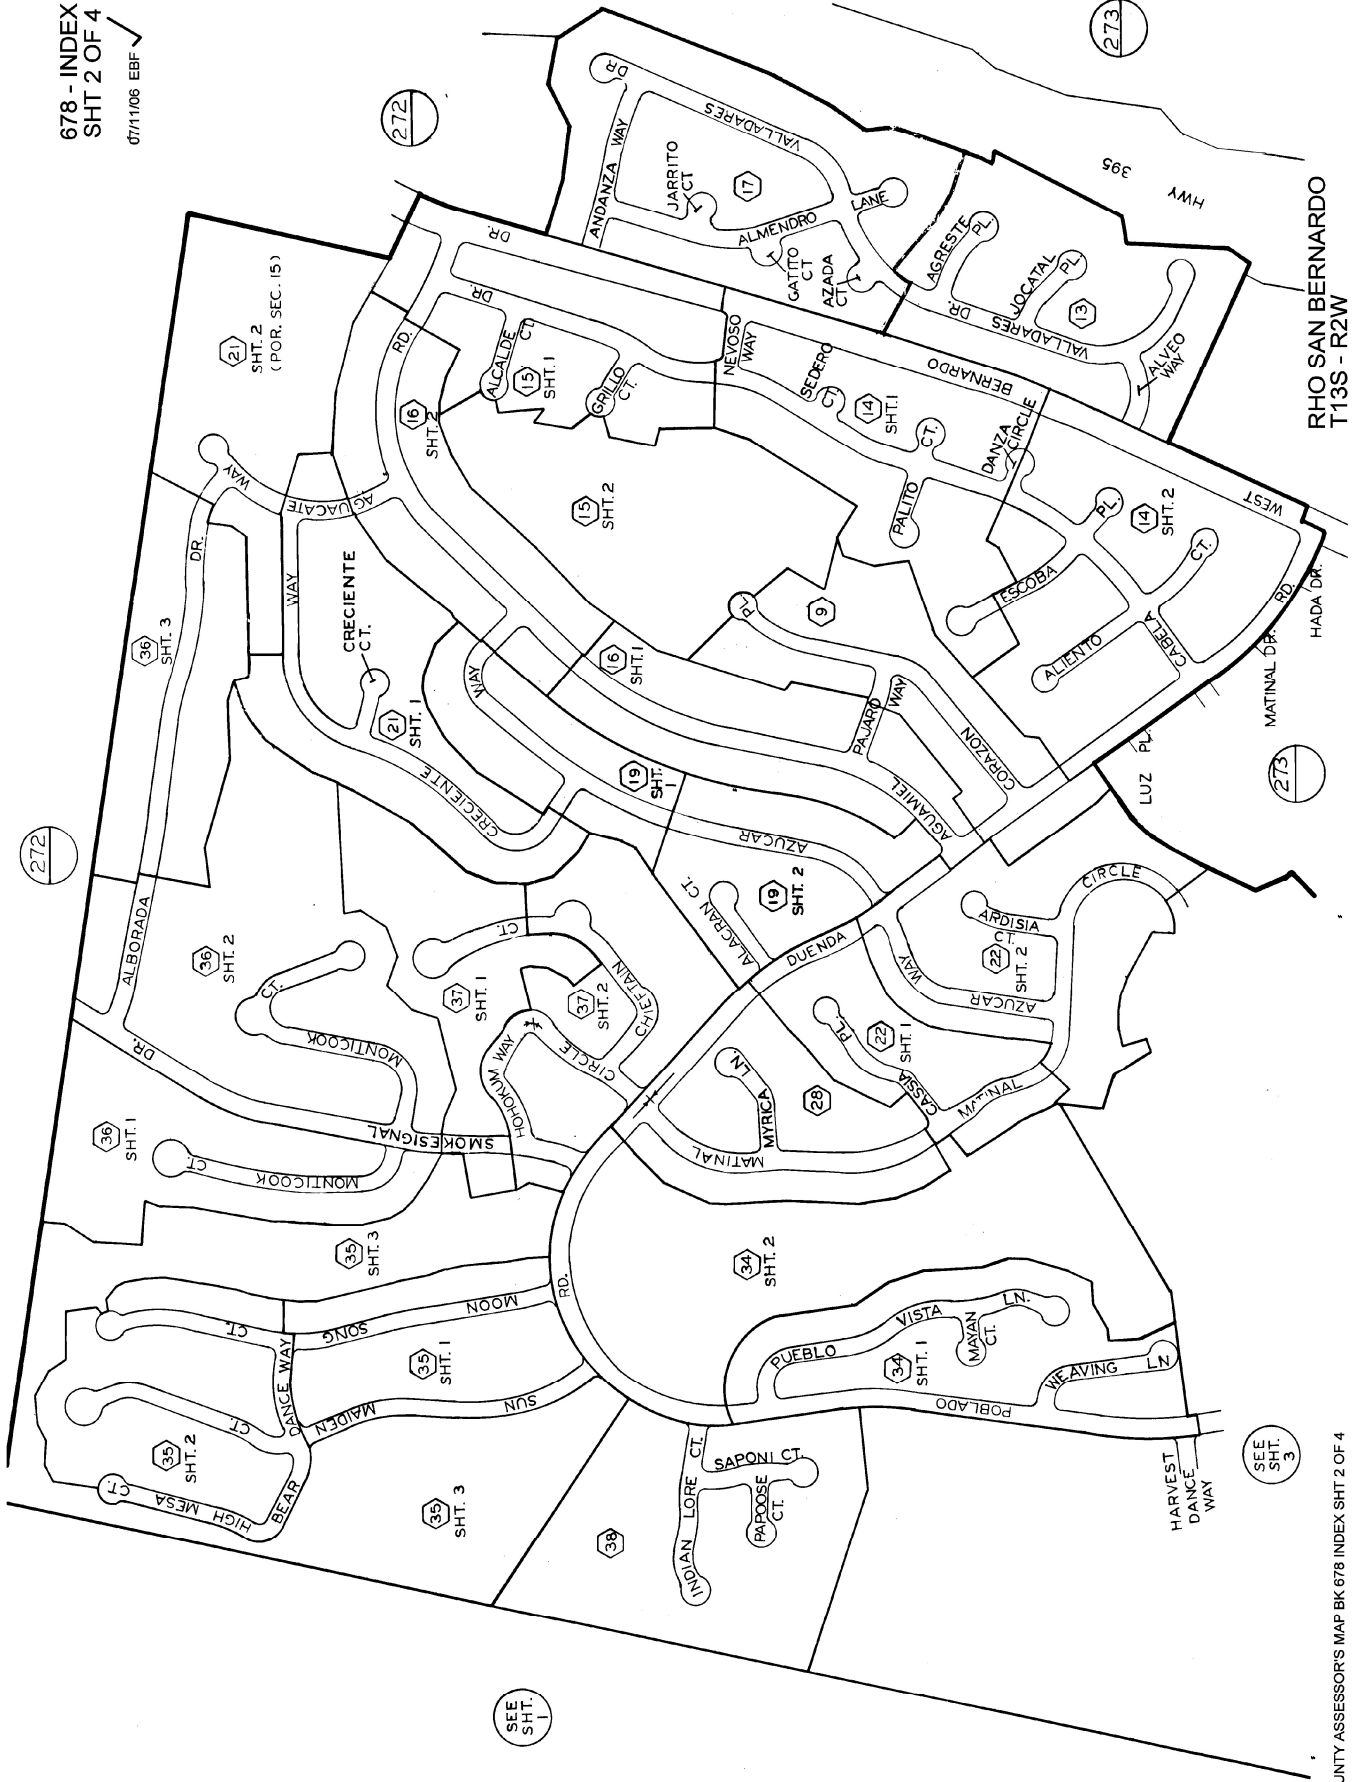 678 - INDEX
SHT 2 OF 4
07/11/06 EBF
272
273
HWY 395
RHO SAN BERNARDO
T13S - R2W
DR
ANDANZA WAY
VALLADARES
JARRITO
CT
17
ALMENDRO
LANE
GATITO
CT
AZADA
CT
AGRESTE
PL.
JOCATAL
PL.
13
VALLADARES
DR.
ALVEO
WAY
21
SHT. 2
(POR. SEC. 15)
DR.
DR.
RD.
ALCALDE
CT.
15
SHT. 1
GRILLO
CT.
16
SHT. 2
NEVOSO
WAY
SEDERO
CT.
14
SHT. 1
BERNARDO
CT.
DANZA
CIRCLE
PALITO
15
SHT. 2
WEST
PL.
14
SHT. 2
CT.
ESCOBA
ALIENTO
CABELA
RD.
HADA DR.
MATINAL DR.
WAY
AGUACATE
DR.
WAY
36
SHT. 3
CRECIENTE
CT.
21
SHT. 1
CRECIENTE
WAY
16
SHT. 1
PL.
9
PAJARO
WAY
CORAZON
AGUAMIEL
LUZ PL.
273
19
SHT.
1
AZUCAR
19
SHT. 2
ALACRAN CT.
272
ALBORADA
36
SHT. 2
CT.
MONTICOOK
DR.
37
SHT. 1
CT.
37
SHT. 2
CHIEFTAIN
CIRCLE
HOHOKUM WAY
DUENDA
WAY
AZUCAR
ARDISIA
CT.
22
SHT. 2
CIRCLE
PL.
22
SHT. 1
CASSIA
MATINAL
LN.
MYRICA
28
MATINAL
36
SHT. 1
SMOKESIGNAL
CT.
MONTICOOK
35
SHT. 3
RD.
34
SHT. 2
CT.
MOON
SONG
DANCE WAY
35
SHT. 1
MAIDEN
SUN
CT.
35
SHT. 2
CT.
HIGH MESA
BEAR
35
SHT. 3
PUEBLO
VISTA
LN.
MAYAN
CT.
34
SHT. 1
WEAVING
LN
POBLADO
38
INDIAN LORE CT.
SAPONI CT.
PAPOOSE
CT.
HARVEST
DANCE
WAY
SEE
SHT.
3
SEE
SHT.
1
UNTY ASSESSOR'S MAP BK 678 INDEX SHT 2 OF 4